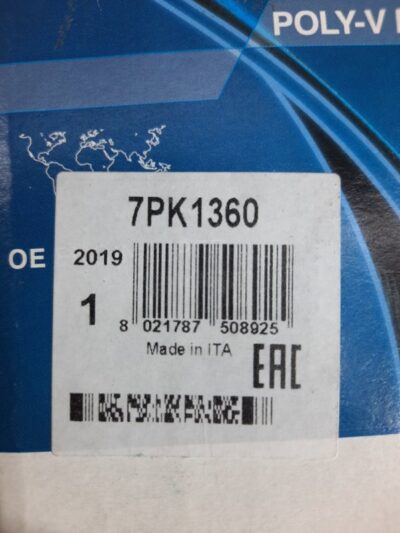 POLY-V
7PK1360
OE 2019
1
8 021787 508925
Made in ITA
EAC